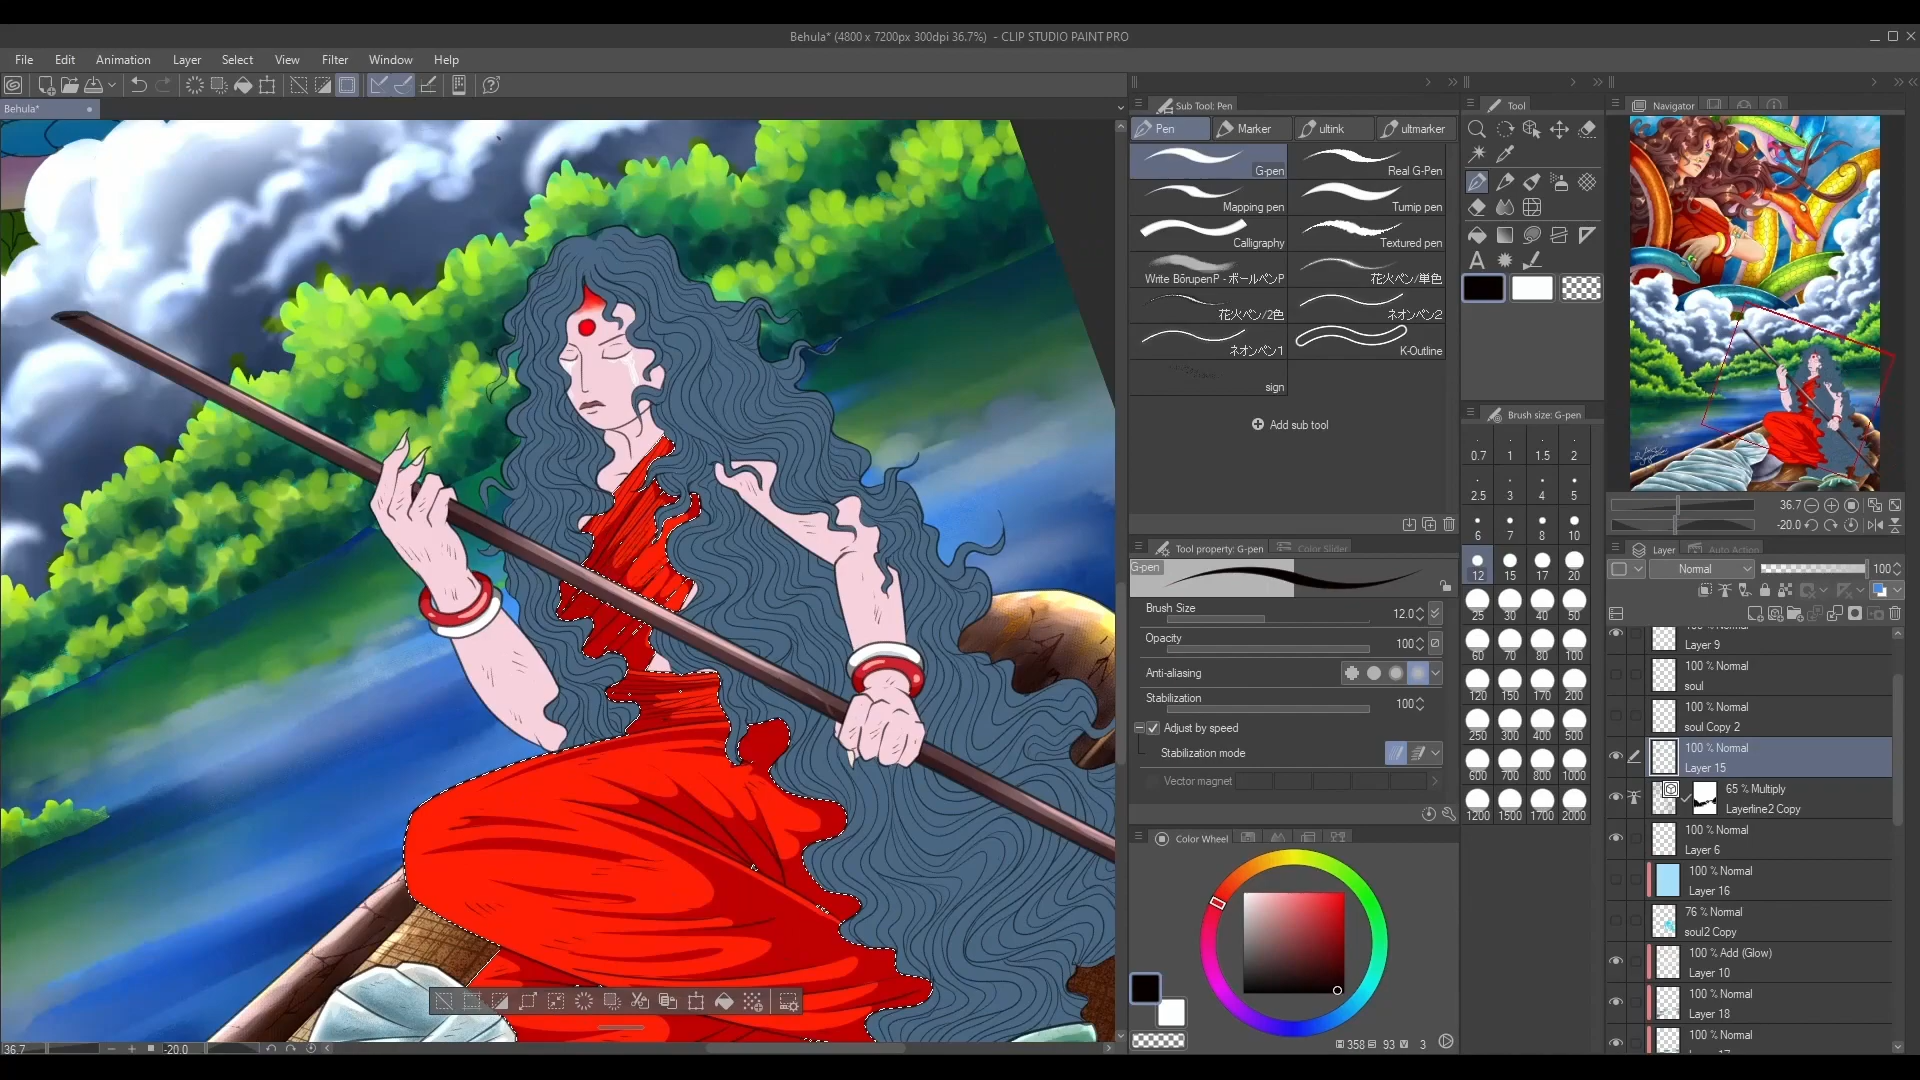 Behula* (4800 x 7200px 300dpi 36.7%) - CLIP STUDIO PAINT PRO
File Edit Animation Layer Select View Filter Window Help
Behula*
Sub Tool: Pen
Pen Marker ultink ultmarker
G-pen Real G-Pen
Mapping pen Turnip pen
Calligraphy Textured pen
Write BōrupenP - ボールペンP 花火ペン/単色
花火ペン/2色 ネオンペン2
ネオンペン1 K-Outline
sign
Add sub tool
Tool property: G-pen Color Slider
G-pen
Brush Size 12.0
Opacity 100
Anti-aliasing
Stabilization 100
Adjust by speed
Stabilization mode
Vector magnet
Color Wheel
358 93 3
Tool
Brush size: G-pen
0.7 1 1.5 2
2.5 3 4 5
6 7 8 10
12 15 17 20
25 30 40 50
60 70 80 100
120 150 170 200
250 300 400 500
600 700 800 1000
1200 1500 1700 2000
Navigator
36.7
-20.0
Layer Auto Action
Normal 100
Layer 9
100 % Normal
soul
100 % Normal
soul Copy 2
100 % Normal
Layer 15
65 % Multiply
Layerline2 Copy
100 % Normal
Layer 6
100 % Normal
Layer 16
76 % Normal
soul2 Copy
100 % Add (Glow)
Layer 10
100 % Normal
Layer 18
100 % Normal
36.7 -20.0